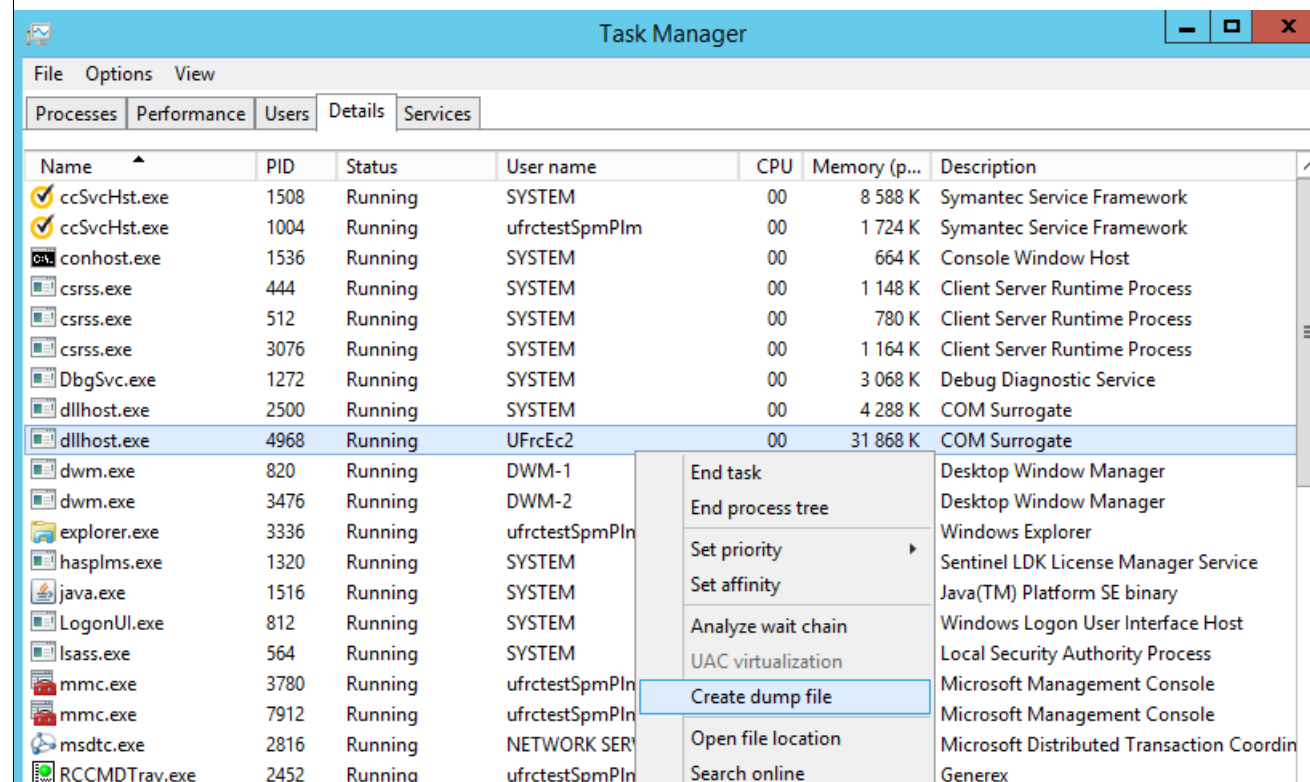 Task Manager
File Options View
Processes Performance Users Details Services
Name PID Status User name CPU Memory (p... Description
ccSvcHst.exe 1508 Running SYSTEM 00 8 588 K Symantec Service Framework
ccSvcHst.exe 1004 Running ufrctestSpmPlm 00 1 724 K Symantec Service Framework
conhost.exe 1536 Running SYSTEM 00 664 K Console Window Host
csrss.exe 444 Running SYSTEM 00 1 148 K Client Server Runtime Process
csrss.exe 512 Running SYSTEM 00 780 K Client Server Runtime Process
csrss.exe 3076 Running SYSTEM 00 1 164 K Client Server Runtime Process
DbgSvc.exe 1272 Running SYSTEM 00 3 068 K Debug Diagnostic Service
dllhost.exe 2500 Running SYSTEM 00 4 288 K COM Surrogate
dllhost.exe 4968 Running UFrcEc2 00 31 868 K COM Surrogate
dwm.exe 820 Running DWM-1 End task Desktop Window Manager
dwm.exe 3476 Running DWM-2 End process tree Desktop Window Manager
explorer.exe 3336 Running ufrctestSpmPln Windows Explorer
Set priority
hasplms.exe 1320 Running SYSTEM Sentinel LDK License Manager Service
java.exe 1516 Running SYSTEM Set affinity Java(TM) Platform SE binary
LogonUI.exe 812 Running SYSTEM Analyze wait chain Windows Logon User Interface Host
lsass.exe 564 Running SYSTEM UAC virtualization Local Security Authority Process
mmc.exe 3780 Running ufrctestSpmPln Create dump file Microsoft Management Console
mmc.exe 7912 Running ufrctestSpmPln Microsoft Management Console
msdtc.exe 2816 Running NETWORK SER Open file location Microsoft Distributed Transaction Coordin
RCCMDTray.exe 2452 Running ufrctestSpmPln Search online Generex